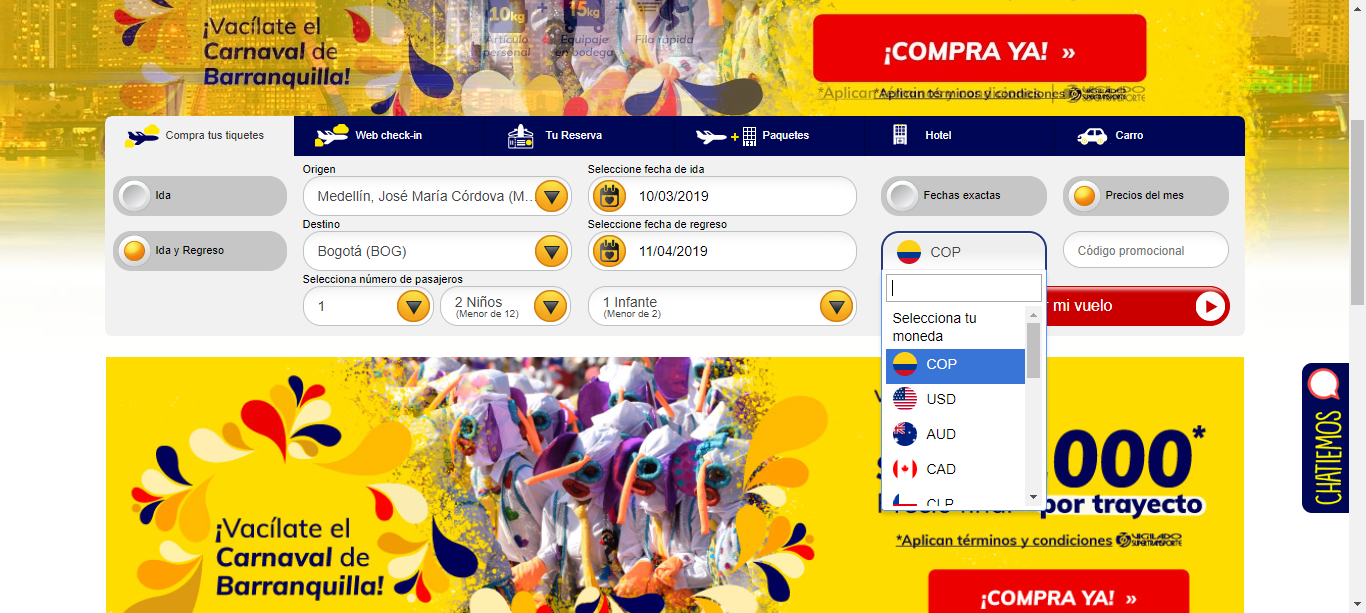 ¡Vacílate el
Carnaval de
Barranquilla!
10kg
15kg
Artículo
personal
Equipaje
en bodega
Fila rápida
¡COMPRA YA! »
*Aplican términos y condiciones
Compra tus tiquetes
Web check-in
Tu Reserva
Paquetes
Hotel
Carro
Origen
Seleccione fecha de ida
Ida
Medellín, José María Córdova (M...
10/03/2019
Fechas exactas
Precios del mes
Destino
Seleccione fecha de regreso
Ida y Regreso
Bogotá (BOG)
11/04/2019
COP
Código promocional
Selecciona número de pasajeros
1
2 Niños
(Menor de 12)
1 Infante
(Menor de 2)
mi vuelo
Selecciona tu
moneda
COP
USD
AUD
CAD
CLP
CHATIEMOS
¡Vacílate el
Carnaval de
Barranquilla!
000*
por trayecto
*Aplican términos y condiciones
VIGILADO
SUPERTRANSPORTE
¡COMPRA YA! »